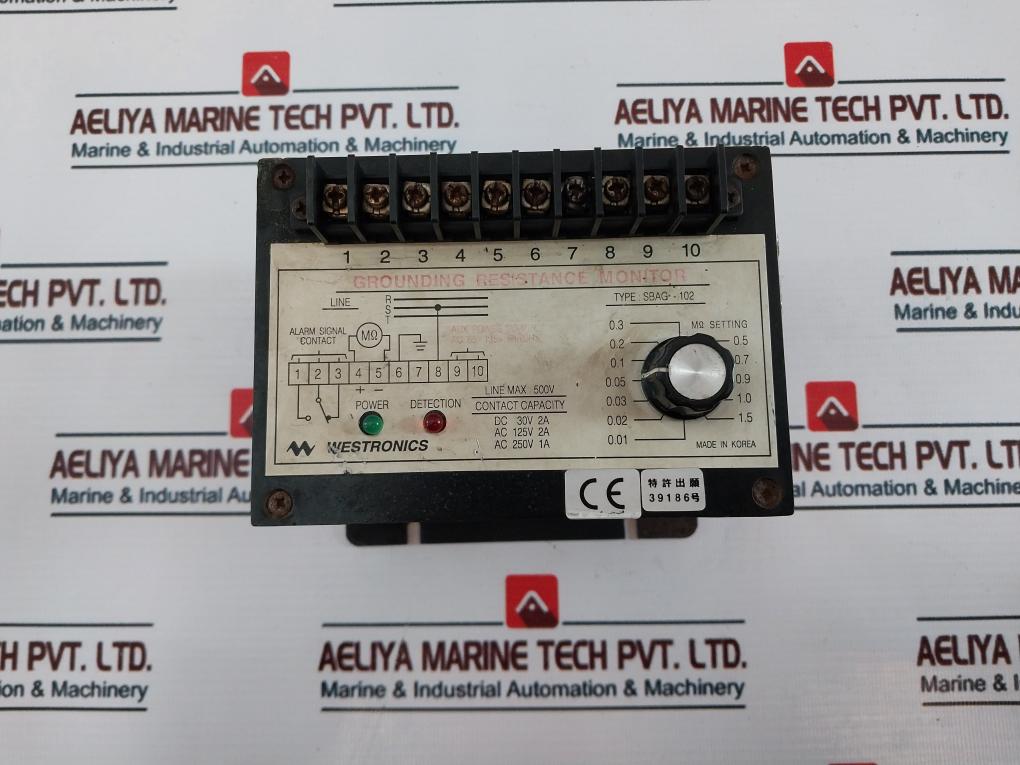 AELIYA MARINE TECH PVT. LTD.
Marine & Industrial Automation & Machinery
AELIYA MARINE TECH PVT. LTD.
Marine & Industrial Automation & Machinery
1 2 3 4 5 6 7 8 9 10
GROUNDING RESISTANCE MONITOR
LINE
R
S
T
TYPE : SBAG - 102
ALARM SIGNAL
CONTACT
MΩ
AUX POWER
1 2 3 4 5 6 7 8 9 10
+ −
LINE MAX 500V
CONTACT CAPACITY
DC 30V 2A
AC 125V 2A
AC 250V 1A
POWER
DETECTION
WESTRONICS
MΩ SETTING
0.3
0.2
0.1
0.05
0.03
0.02
0.01
0.5
0.7
0.9
1.0
1.5
MADE IN KOREA
CE
特許出願
39186号
H PVT. LTD.
omation & Machinery
AELIYA
Marine &
AELIYA MARINE
Marine & Industrial
NE TECH PVT. LTD.
al Automation & Machinery
H PVT. LTD.
omation & Machinery
AELIYA MARINE TECH PVT. LTD.
Marine & Industrial Automation & Machinery
AELIYA
Marine &